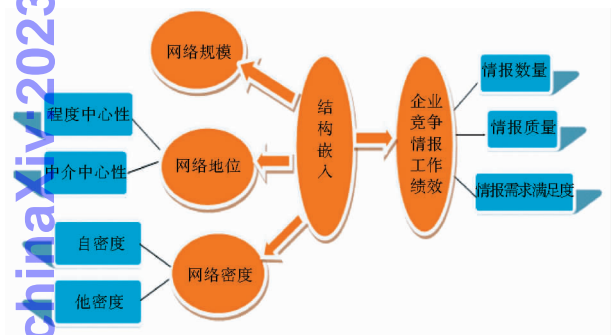 chinaXiv:2023
网络规模
程度中心性
中介中心性
网络地位
自密度
他密度
网络密度
结
构
嵌
入
企业
竞争
情报
工作
绩效
情报数量
情报质量
情报需求满足度